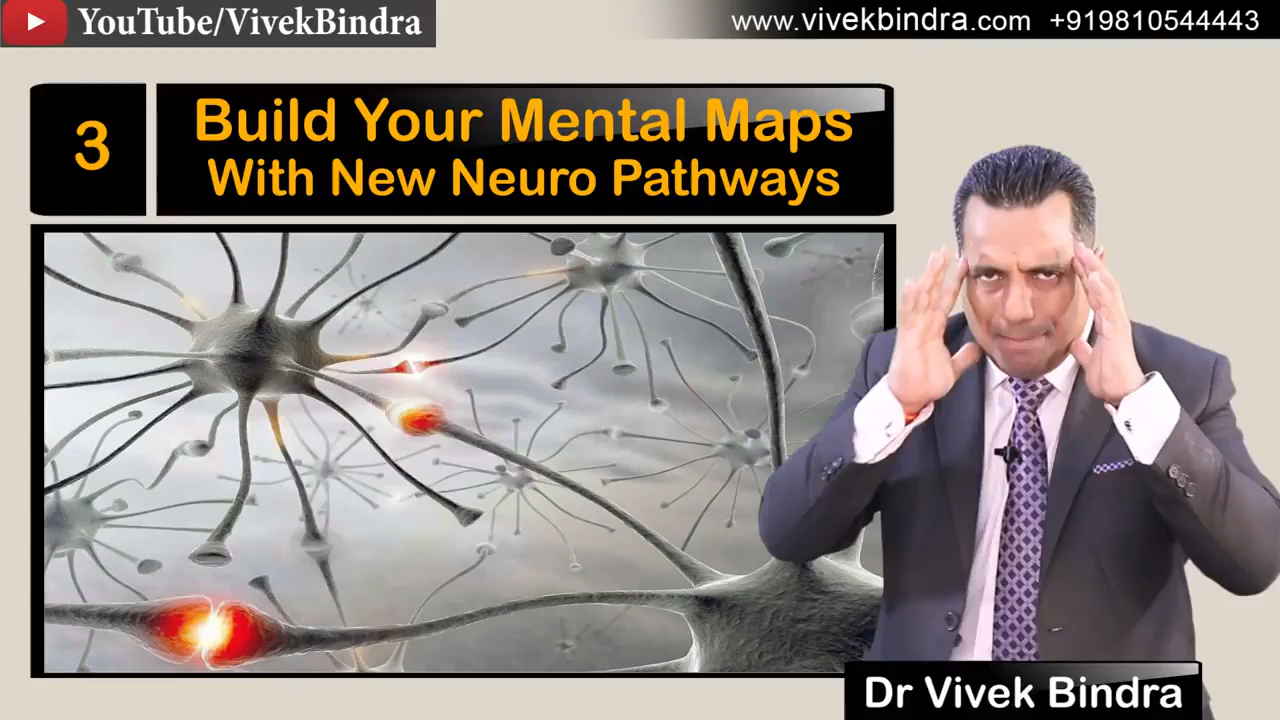 YouTube/VivekBindra
www.vivekbindra.com +919810544443
3
Build Your Mental Maps
With New Neuro Pathways
Dr Vivek Bindra